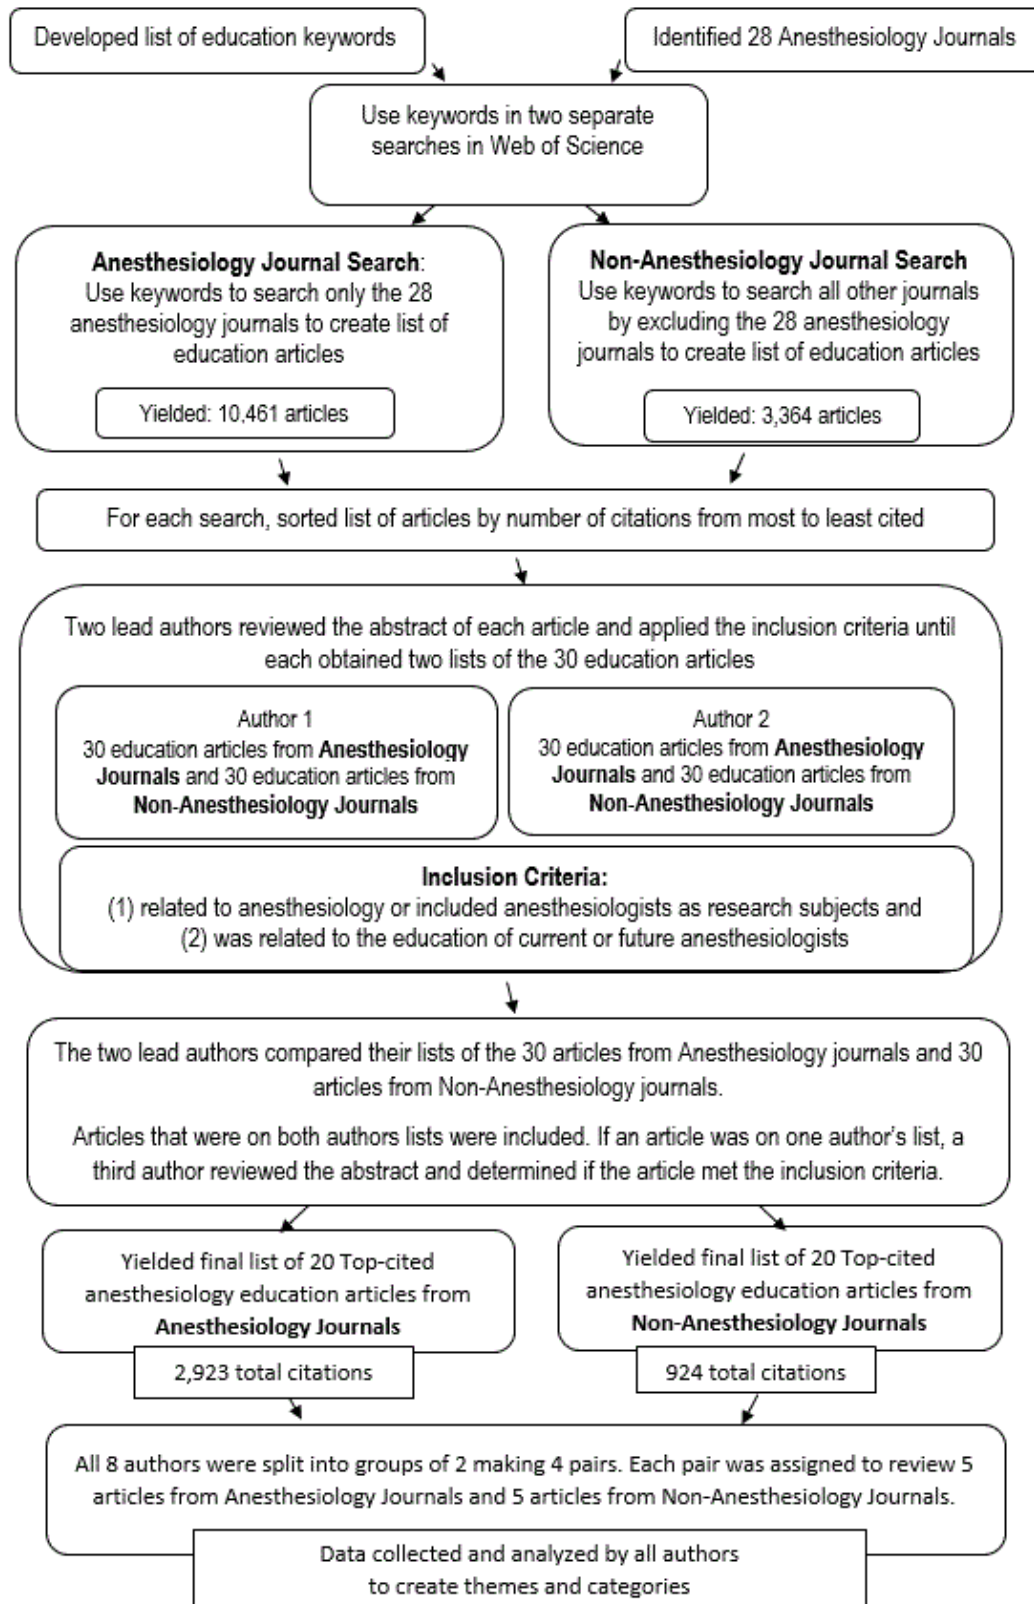 Developed list of education keywords
Identified 28 Anesthesiology Journals
Use keywords in two separate
searches in Web of Science
Anesthesiology Journal Search:
Use keywords to search only the 28
anesthesiology journals to create list of
education articles
Yielded: 10,461 articles
Non-Anesthesiology Journal Search
Use keywords to search all other journals
by excluding the 28 anesthesiology
journals to create list of education articles
Yielded: 3,364 articles
For each search, sorted list of articles by number of citations from most to least cited
Two lead authors reviewed the abstract of each article and applied the inclusion criteria until
each obtained two lists of the 30 education articles
Author 1
30 education articles from Anesthesiology
Journals and 30 education articles from
Non-Anesthesiology Journals
Author 2
30 education articles from Anesthesiology
Journals and 30 education articles from
Non-Anesthesiology Journals
Inclusion Criteria:
(1) related to anesthesiology or included anesthesiologists as research subjects and
(2) was related to the education of current or future anesthesiologists
The two lead authors compared their lists of the 30 articles from Anesthesiology journals and 30
articles from Non-Anesthesiology journals.
Articles that were on both authors lists were included. If an article was on one author's list, a
third author reviewed the abstract and determined if the article met the inclusion criteria.
Yielded final list of 20 Top-cited
anesthesiology education articles from
Anesthesiology Journals
2,923 total citations
Yielded final list of 20 Top-cited
anesthesiology education articles from
Non-Anesthesiology Journals
924 total citations
All 8 authors were split into groups of 2 making 4 pairs. Each pair was assigned to review 5
articles from Anesthesiology Journals and 5 articles from Non-Anesthesiology Journals.
Data collected and analyzed by all authors
to create themes and categories